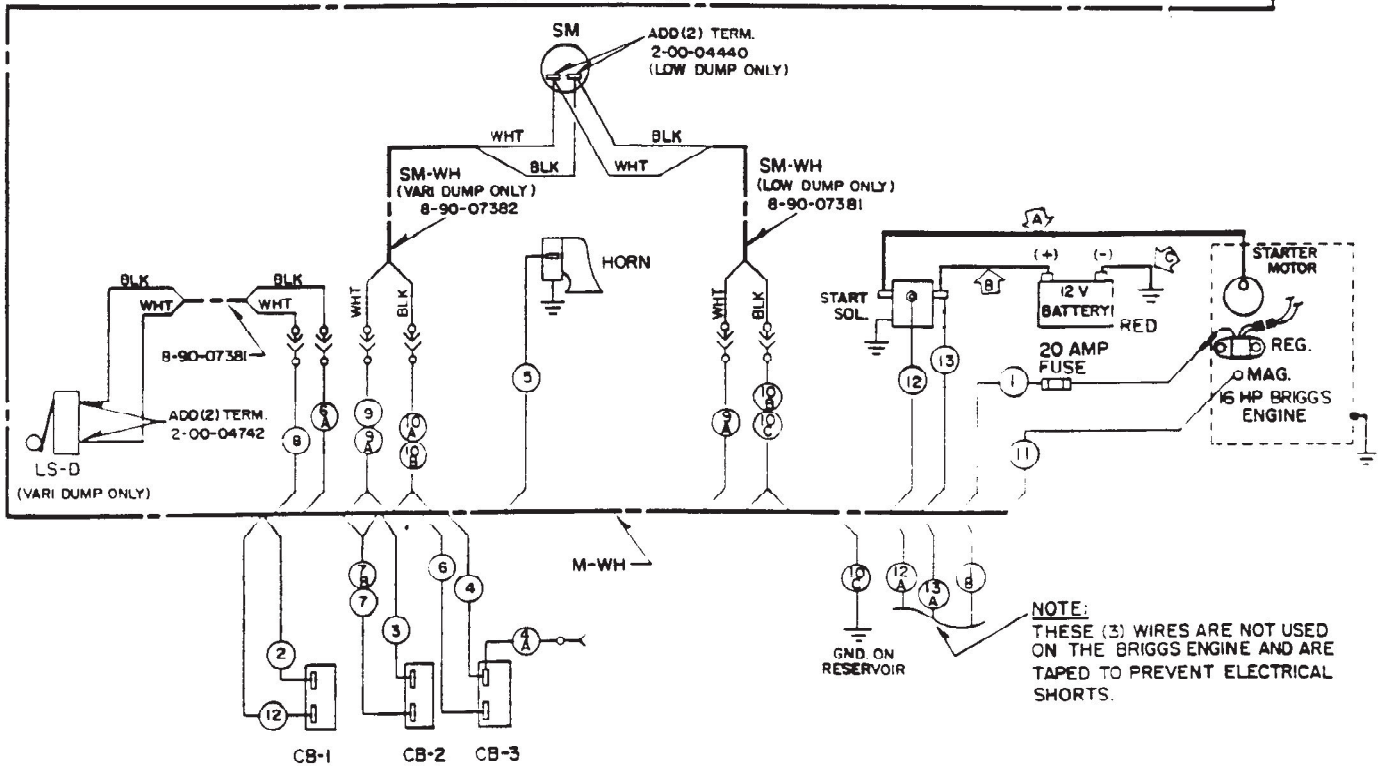 SM
ADD(2) TERM.
2-00-04440
(LOW DUMP ONLY)
WHT
BLK
BLK
WHT
SM-WH
(VARI DUMP ONLY)
8-90-07382
SM-WH
(LOW DUMP ONLY)
8-90-07381
A
HORN
START
SOL.
B
(+)
(-)
C
12 V
BATTERY
RED
STARTER
MOTOR
REG.
MAG.
16 HP BRIGGS
ENGINE
20 AMP
FUSE
BLK
WHT
BLK
WHT
8-90-07381
WHT
BLK
WHT
BLK
ADD(2) TERM.
2-00-04742
LS-D
(VARI DUMP ONLY)
8
6A
9
9A
10A
10B
5
9A
10B
10C
12
13
1
11
M-WH
2
12
7B
7
3
6
4
4A
10C
12A
13A
18
GND. ON
RESERVOIR
NOTE:
THESE (3) WIRES ARE NOT USED
ON THE BRIGGS ENGINE AND ARE
TAPED TO PREVENT ELECTRICAL
SHORTS.
CB-1
CB-2
CB-3